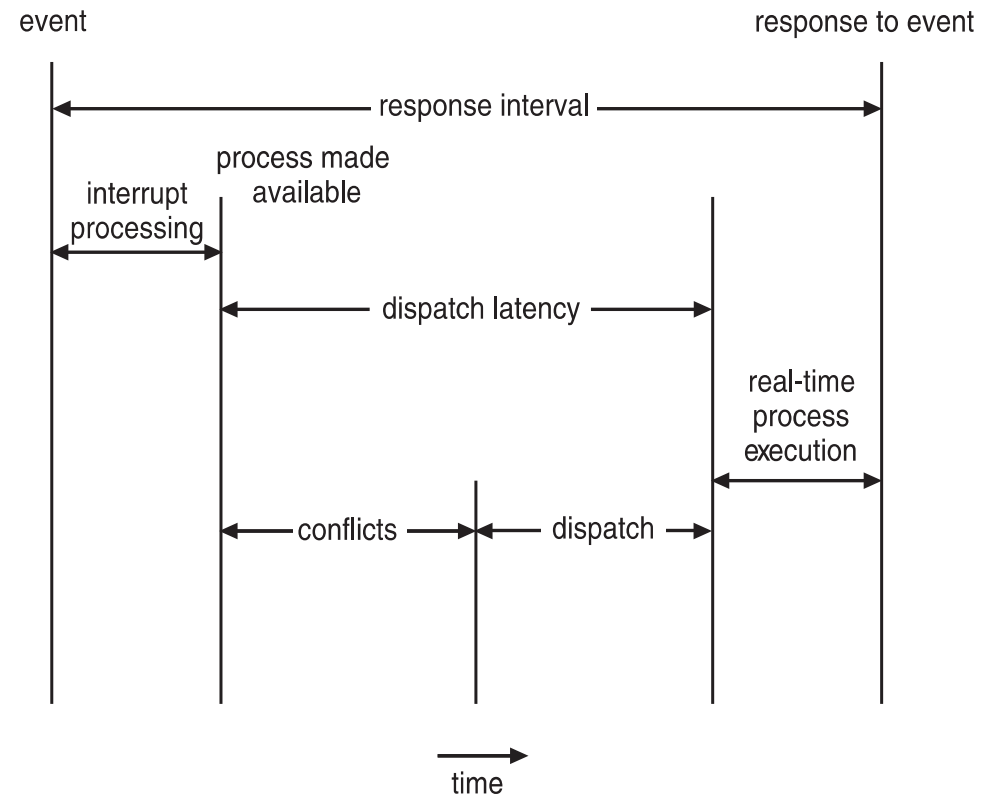 event
response to event
response interval
process made
available
interrupt
processing
dispatch latency
real-time
process
execution
conflicts
dispatch
time